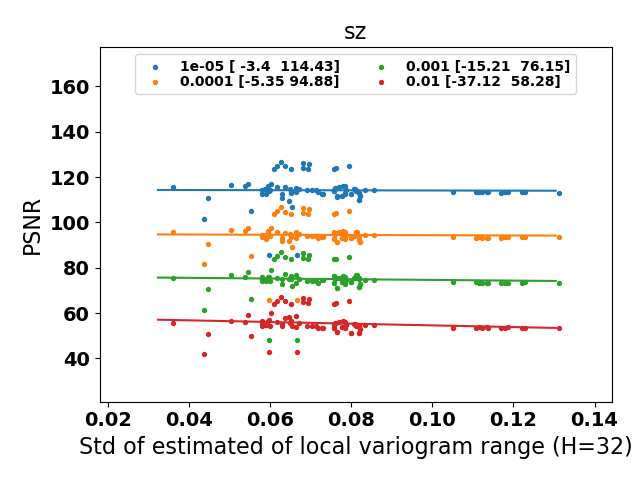 sz
1e-05 [ -3.4  114.43]
0.0001 [-5.35 94.88]
0.001 [-15.21  76.15]
0.01 [-37.12  58.28]
PSNR
160
140
120
100
80
60
40
0.02 0.04 0.06 0.08 0.10 0.12 0.14
Std of estimated of local variogram range (H=32)